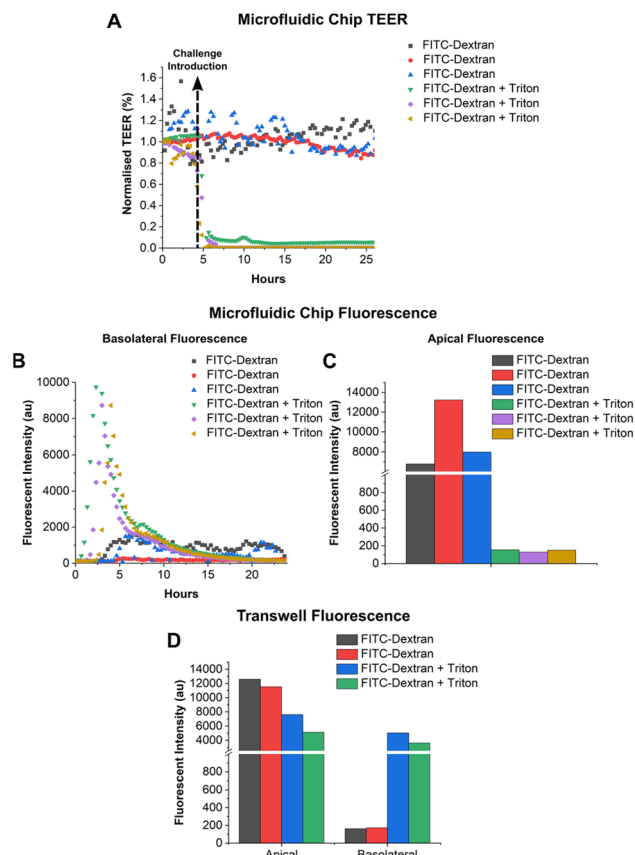 Microfluidic Chip TEER
A
Challenge
Introduction
FITC-Dextran
FITC-Dextran
FITC-Dextran
FITC-Dextran + Triton
FITC-Dextran + Triton
FITC-Dextran + Triton
Normalised TEER (%)
1.6
1.4
1.2
1.0
0.8
0.6
0.4
0.2
0.0
0 5 10 15 20 25
Hours
Microfluidic Chip Fluorescence
Basolateral Fluorescence
B
FITC-Dextran
FITC-Dextran
FITC-Dextran
FITC-Dextran + Triton
FITC-Dextran + Triton
FITC-Dextran + Triton
Fluorescent Intensity (au)
10000
8000
6000
4000
2000
0
0 5 10 15 20
Hours
Apical Fluorescence
C
FITC-Dextran
FITC-Dextran
FITC-Dextran
FITC-Dextran + Triton
FITC-Dextran + Triton
FITC-Dextran + Triton
Fluorescent Intensity (au)
14000
12000
10000
8000
800
600
400
200
0
Transwell Fluorescence
D
FITC-Dextran
FITC-Dextran
FITC-Dextran + Triton
FITC-Dextran + Triton
Fluorescent Intensity (au)
14000
12000
10000
8000
6000
4000
800
600
400
200
0
Apical Basolateral